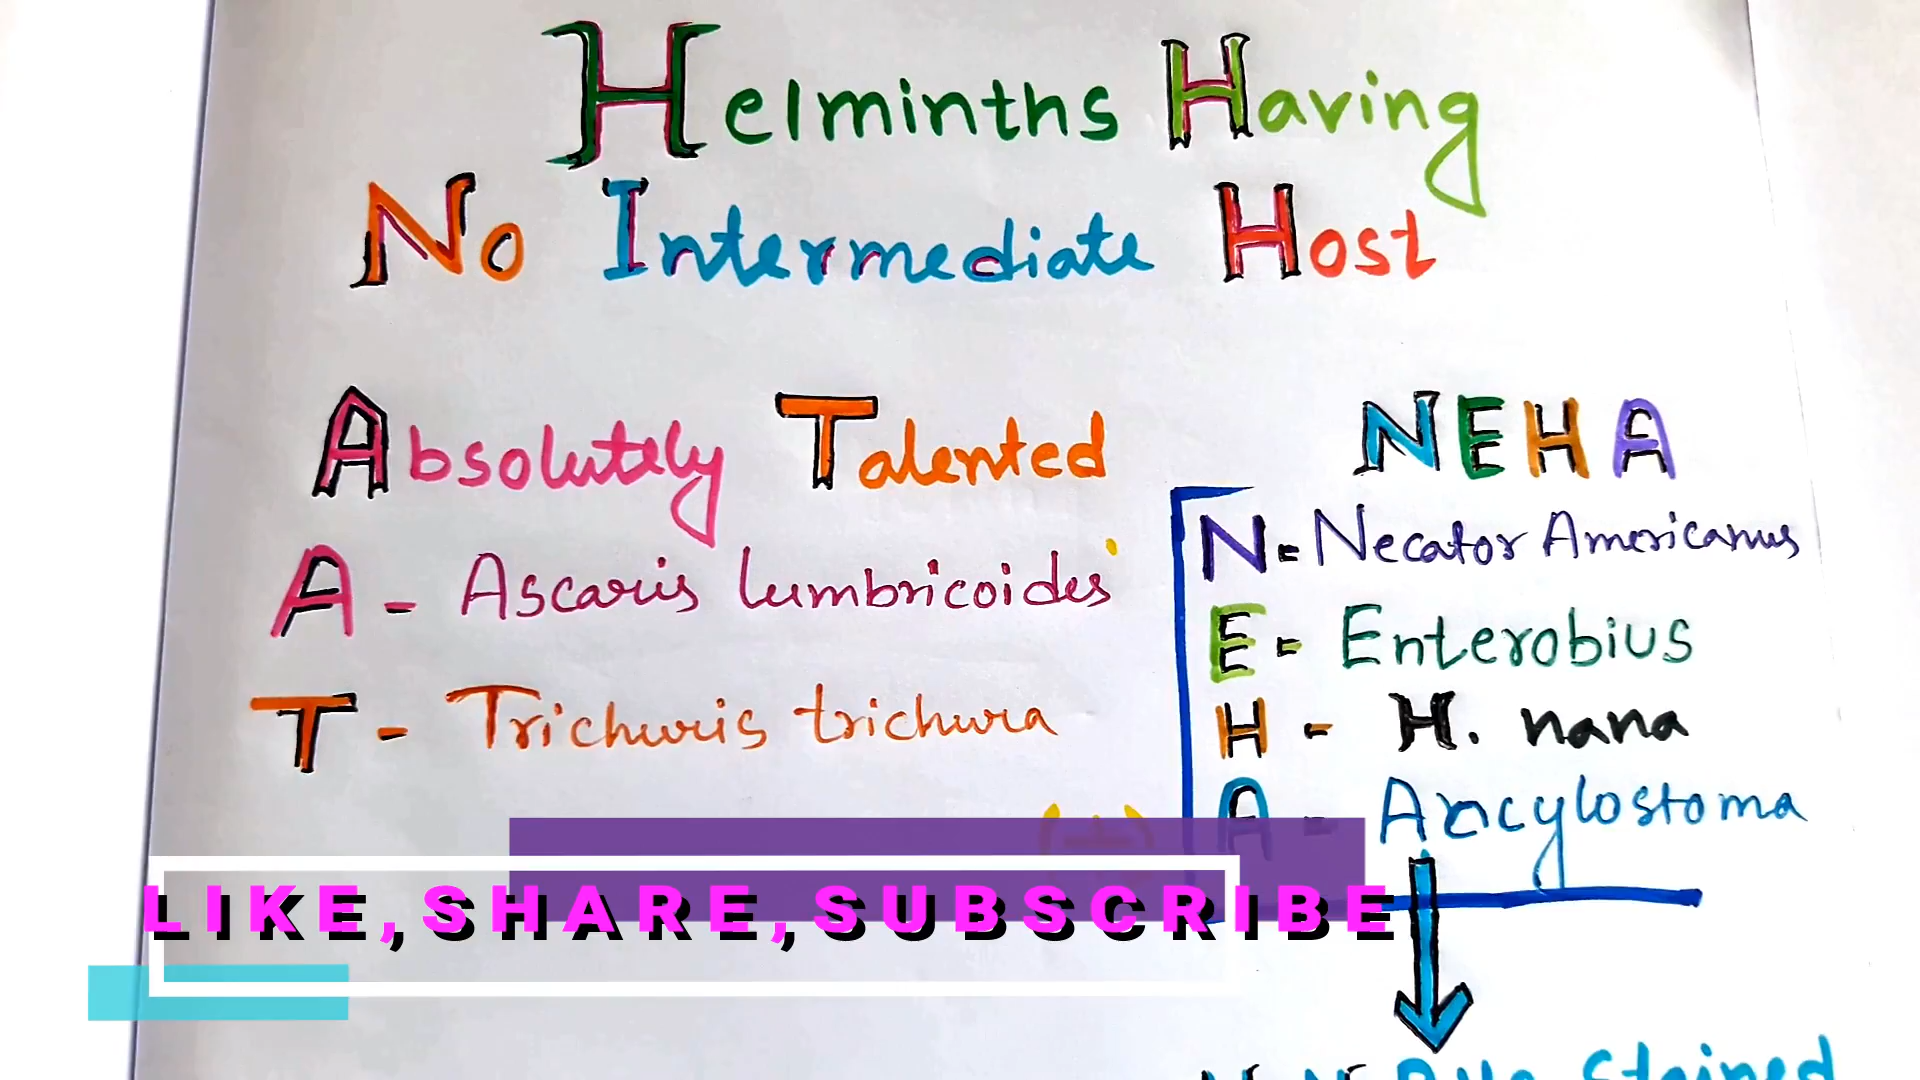 Helminths Having
No Intermediate Host
Absolutely Talented
A - Ascaris lumbricoides
T - Trichuris trichura
NEHA
N = Necator Americanus
E = Enterobius
H - H. nana
A - Ancylostoma
(+)
LIKE,SHARE,SUBSCRIBE
Stained